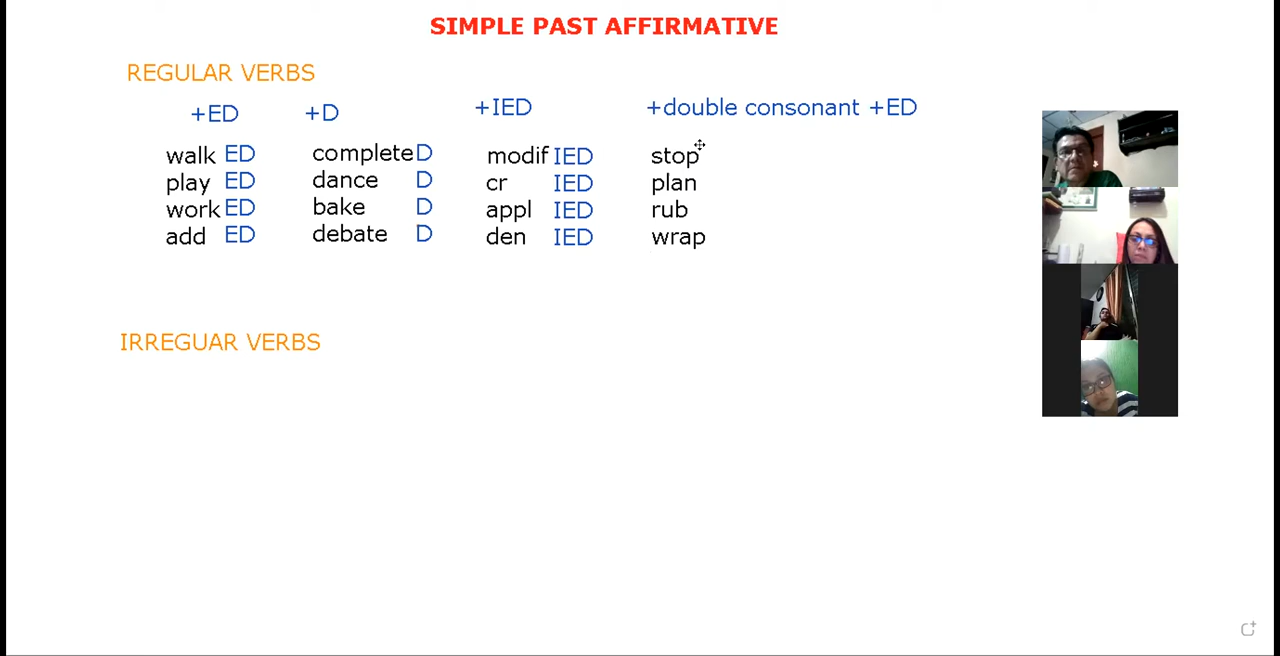 SIMPLE PAST AFFIRMATIVE
REGULAR VERBS
+ED +D +IED +double consonant +ED
walk ED complete D modif IED stop
play ED dance D cr IED plan
work ED bake D appl IED rub
add ED debate D den IED wrap
IRREGUAR VERBS